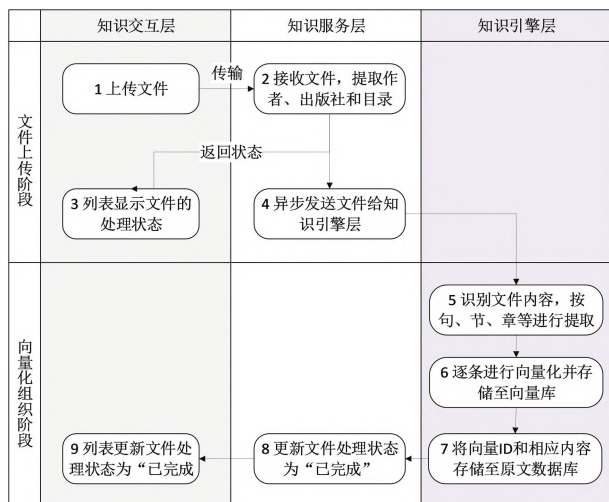 知识交互层
知识服务层
知识引擎层
文件上传阶段
1 上传文件
传输
2 接收文件，提取作
者、出版社和目录
返回状态
3 列表显示文件的
处理状态
4 异步发送文件给知
识引擎层
向量化组织阶段
5 识别文件内容，按
句、节、章等进行提取
6 逐条进行向量化并存
储至向量库
9 列表更新文件处
理状态为“已完成
8 更新文件处理状态
为“已完成”
7 将向量ID和相应内容
存储至原文数据库